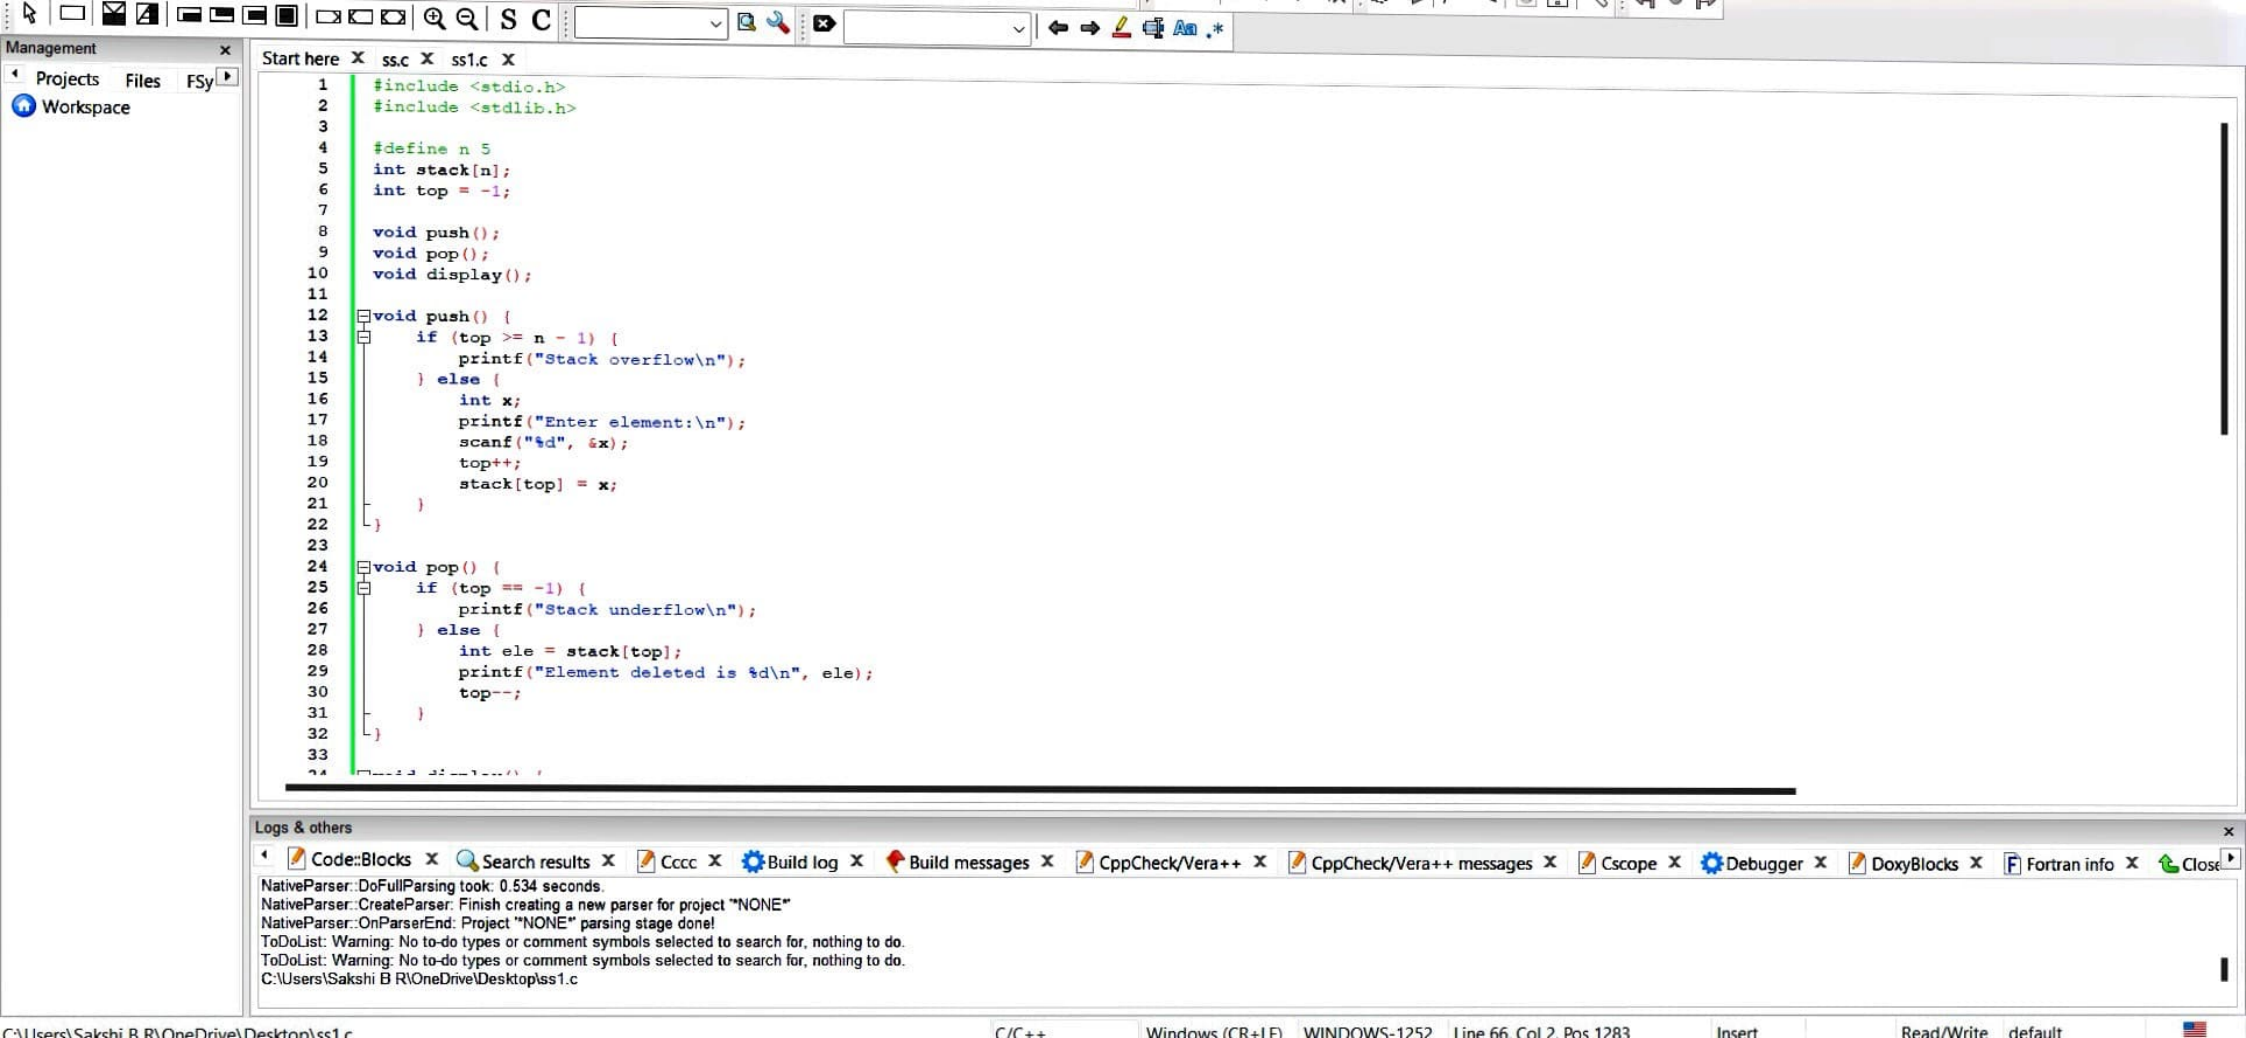 S C
Aa .*
Management x
Projects Files FSy
Workspace
Start here X ss.c X ss1.c X
1 #include <stdio.h>
2 #include <stdlib.h>
3
4 #define n 5
5 int stack[n];
6 int top = -1;
7
8 void push();
9 void pop();
10 void display();
11
12 void push() {
13 if (top >= n - 1) {
14 printf("Stack overflow\n");
15 } else {
16 int x;
17 printf("Enter element:\n");
18 scanf("%d", &x);
19 top++;
20 stack[top] = x;
21 }
22 }
23
24 void pop() {
25 if (top == -1) {
26 printf("Stack underflow\n");
27 } else {
28 int ele = stack[top];
29 printf("Element deleted is %d\n", ele);
30 top--;
31 }
32 }
33
34 void display() {
Logs & others x
Code::Blocks X Search results X Cccc X Build log X Build messages X CppCheck/Vera++ X CppCheck/Vera++ messages X Cscope X Debugger X DoxyBlocks X Fortran info X Close
NativeParser::DoFullParsing took: 0.534 seconds.
NativeParser::CreateParser: Finish creating a new parser for project '*NONE*'
NativeParser::OnParserEnd: Project '*NONE*' parsing stage done!
ToDoList: Warning: No to-do types or comment symbols selected to search for, nothing to do.
ToDoList: Warning: No to-do types or comment symbols selected to search for, nothing to do.
C:\Users\Sakshi B R\OneDrive\Desktop\ss1.c
C:\Users\Sakshi B R\OneDrive\Desktop\ss1.c C/C++ Windows (CR+LF) WINDOWS-1252 Line 66, Col 2, Pos 1283 Insert Read/Write default